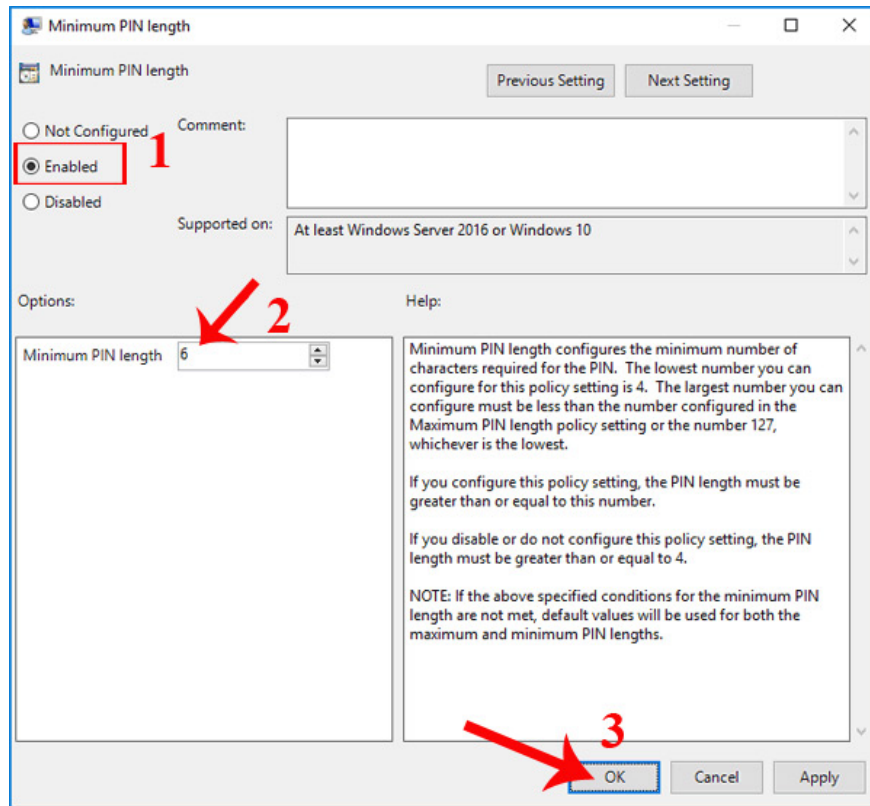 Minimum PIN length
Minimum PIN length
Previous Setting
Next Setting
Not Configured
Comment:
1
Enabled
Disabled
Supported on:
At least Windows Server 2016 or Windows 10
Options:
Help:
2
Minimum PIN length 6
Minimum PIN length configures the minimum number of
characters required for the PIN. The lowest number you can
configure for this policy setting is 4. The largest number you can
configure must be less than the number configured in the
Maximum PIN length policy setting or the number 127,
whichever is the lowest.
If you configure this policy setting, the PIN length must be
greater than or equal to this number.
If you disable or do not configure this policy setting, the PIN
length must be greater than or equal to 4.
NOTE: If the above specified conditions for the minimum PIN
length are not met, default values will be used for both the
maximum and minimum PIN lengths.
3
OK
Cancel
Apply